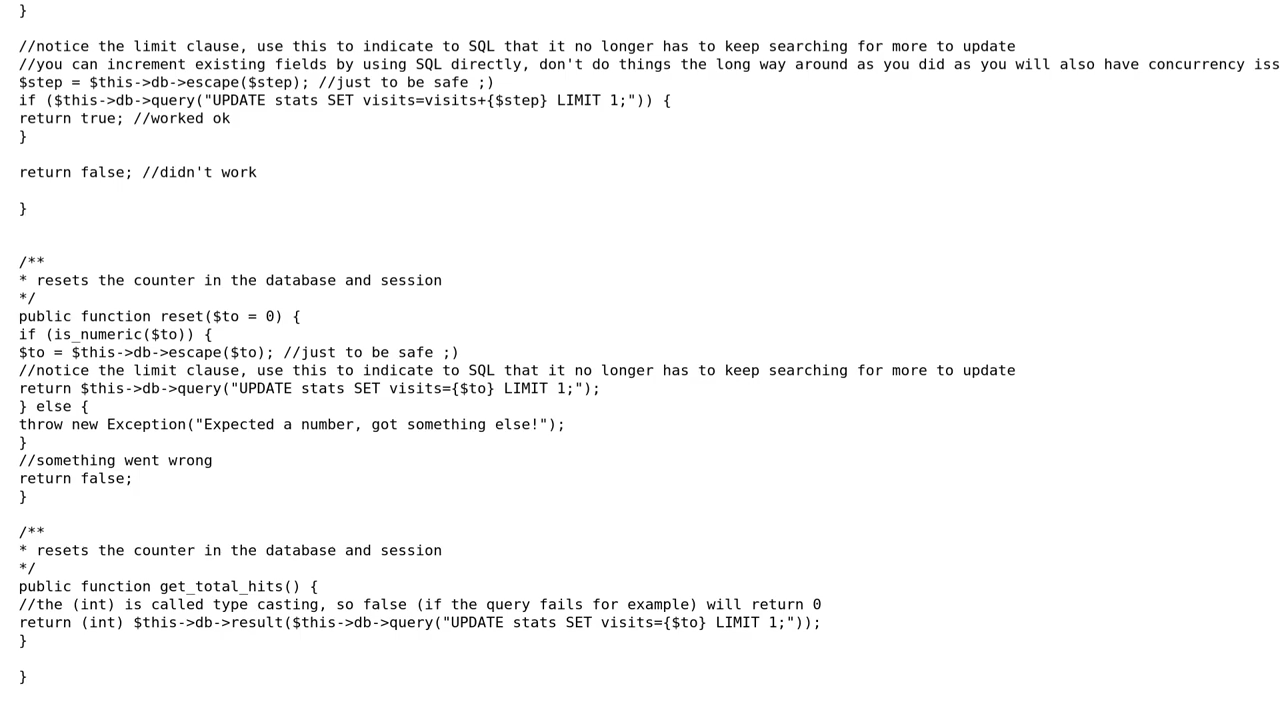 }
//notice the limit clause, use this to indicate to SQL that it no longer has to keep searching for more to update
//you can increment existing fields by using SQL directly, don't do things the long way around as you did as you will also have concurrency iss
$step = $this->db->escape($step); //just to be safe ;)
if ($this->db->query("UPDATE stats SET visits=visits+{$step} LIMIT 1;")) {
return true; //worked ok
}
return false; //didn't work
}
/**
* resets the counter in the database and session
*/
public function reset($to = 0) {
if (is_numeric($to)) {
$to = $this->db->escape($to); //just to be safe ;)
//notice the limit clause, use this to indicate to SQL that it no longer has to keep searching for more to update
return $this->db->query("UPDATE stats SET visits={$to} LIMIT 1;");
} else {
throw new Exception("Expected a number, got something else!");
}
//something went wrong
return false;
}
/**
* resets the counter in the database and session
*/
public function get_total_hits() {
//the (int) is called type casting, so false (if the query fails for example) will return 0
return (int) $this->db->result($this->db->query("UPDATE stats SET visits={$to} LIMIT 1;"));
}
}